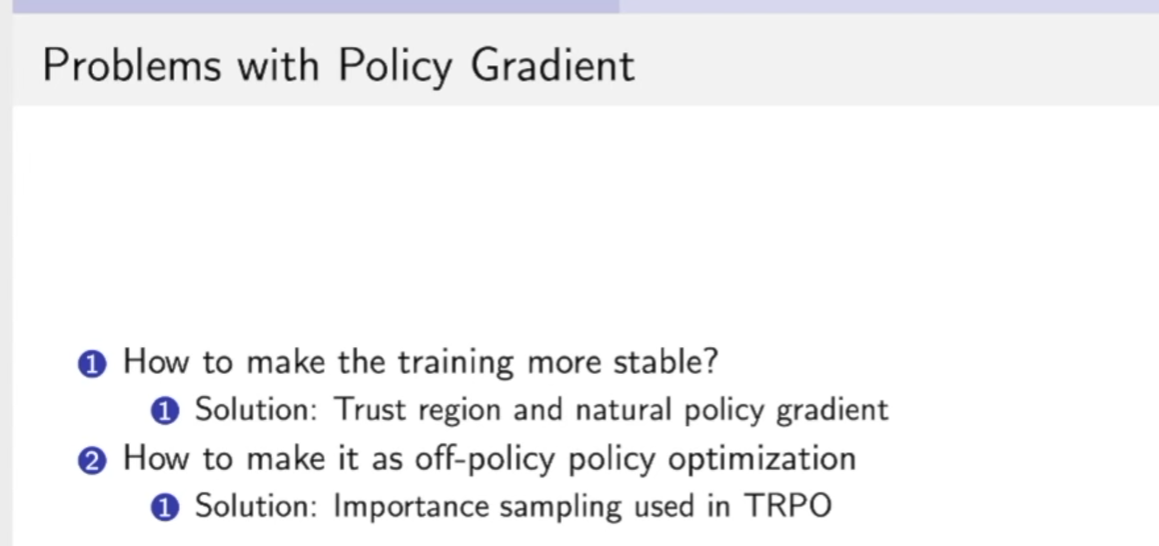 Problems with Policy Gradient
1 How to make the training more stable?
1 Solution: Trust region and natural policy gradient
2 How to make it as off-policy policy optimization
1 Solution: Importance sampling used in TRPO